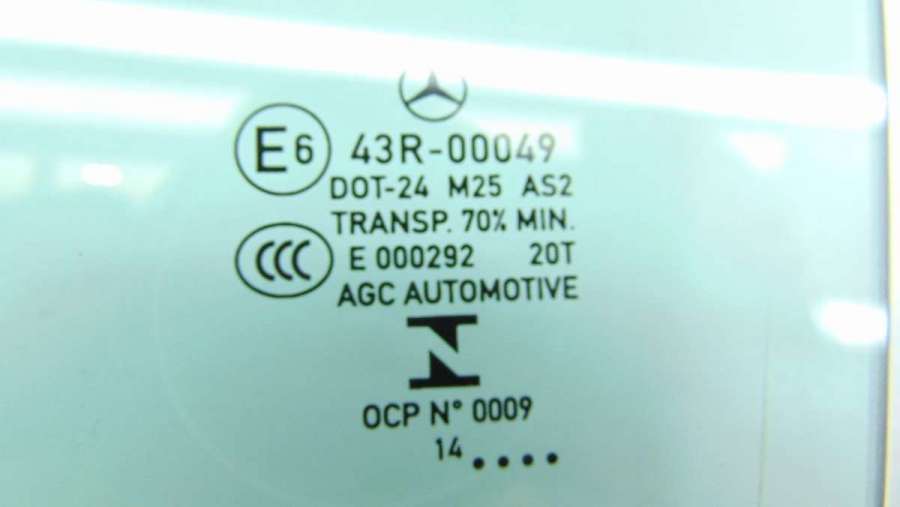 E6 43R-00049
DOT-24 M25 AS2
TRANSP. 70% MIN.
CCC E 000292 20T
AGC AUTOMOTIVE
OCP N° 0009
14 ....